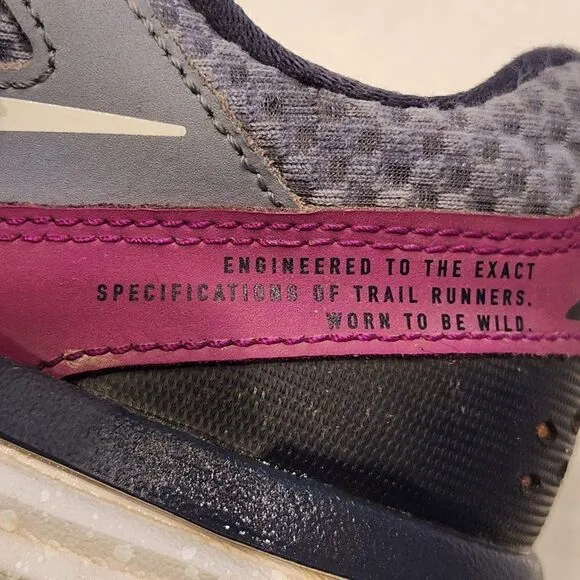 ENGINEERED TO THE EXACT
SPECIFICATIONS OF TRAIL RUNNERS.
WORN TO BE WILD.